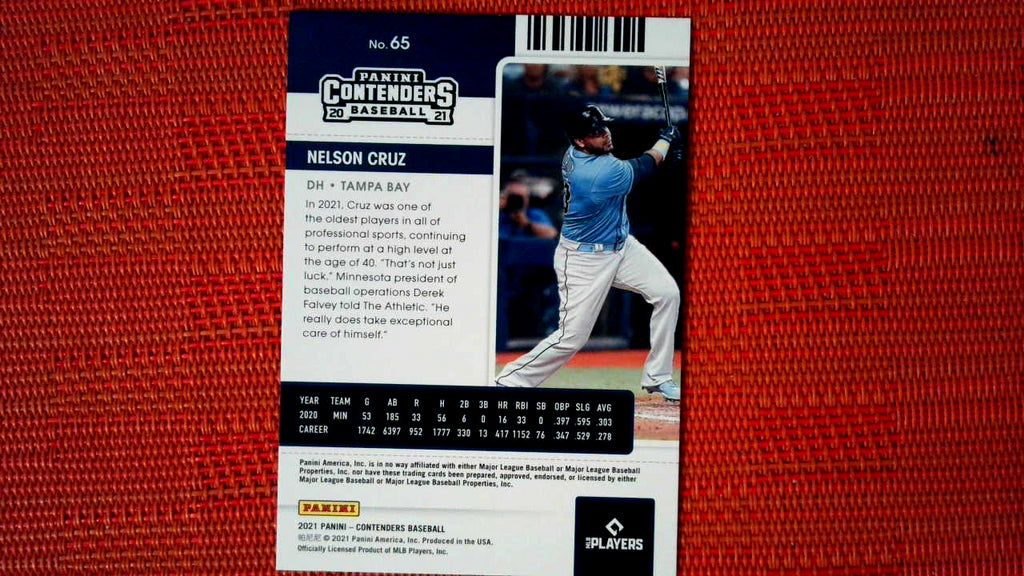 No. 65
PANINI
CONTENDERS
20 BASEBALL 21
NELSON CRUZ
DH • TAMPA BAY
In 2021, Cruz was one of
the oldest players in all of
professional sports, continuing
to perform at a high level at
the age of 40. "That's not just
luck." Minnesota president of
baseball operations Derek
Falvey told The Athletic. "He
really does take exceptional
care of himself."
YEAR TEAM G AB R H 2B 3B HR RBI SB OBP SLG AVG
2020 MIN 53 185 33 56 6 0 16 33 0 .397 .595 .303
CAREER 1742 6397 952 1777 330 13 417 1152 76 .347 .529 .278
Panini America, Inc. is in no way affiliated with either Major League Baseball or Major League Baseball
Properties, Inc. nor have these trading cards been prepared, approved, endorsed, or licensed by either
Major League Baseball or Major League Baseball Properties, Inc.
PANINI
2021 PANINI – CONTENDERS BASEBALL
帕尼尼 © 2021 Panini America, Inc. Produced in the USA.
Officially Licensed Product of MLB Players, Inc.
MLB PLAYERS